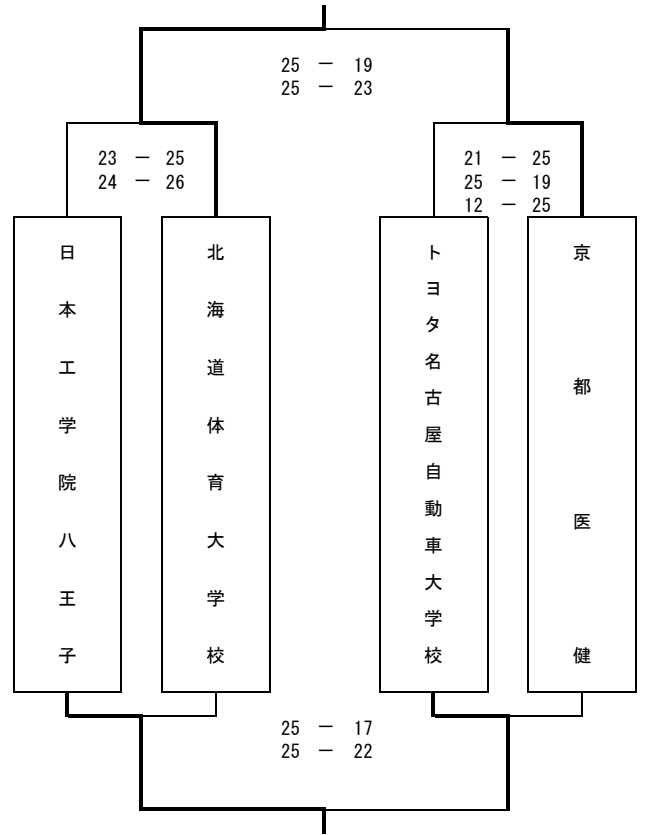 25 － 19
25 － 23
23 － 25
24 － 26
21 － 25
25 － 19
12 － 25
日本工学院八王子
北海道体育大学校
トヨタ名古屋自動車大学校
京都医健
25 － 17
25 － 22